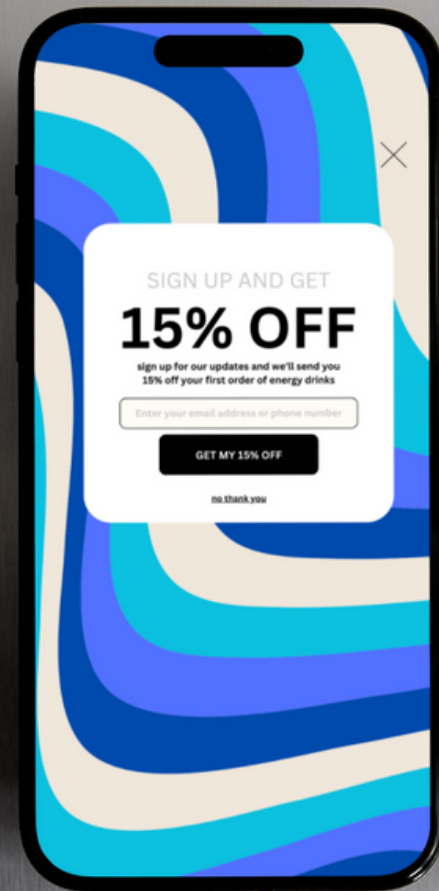 SIGN UP AND GET
15% OFF
sign up for our updates and we'll send you
15% off your first order of energy drinks
Enter your email address or phone number
GET MY 15% OFF
no thank you